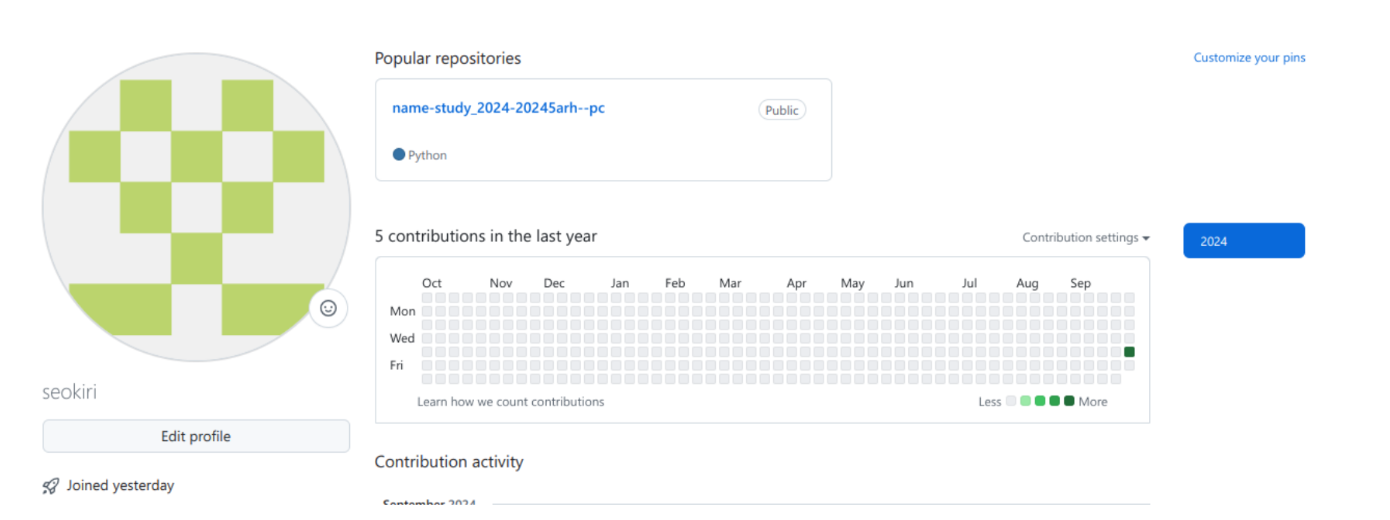 Popular repositories
Customize your pins
name-study_2024-20245arh--pc
Public
Python
5 contributions in the last year
Contribution settings
2024
Oct Nov Dec Jan Feb Mar Apr May Jun Jul Aug Sep
Mon
Wed
Fri
Learn how we count contributions
Less More
seokiri
Edit profile
Joined yesterday
Contribution activity
September 2024